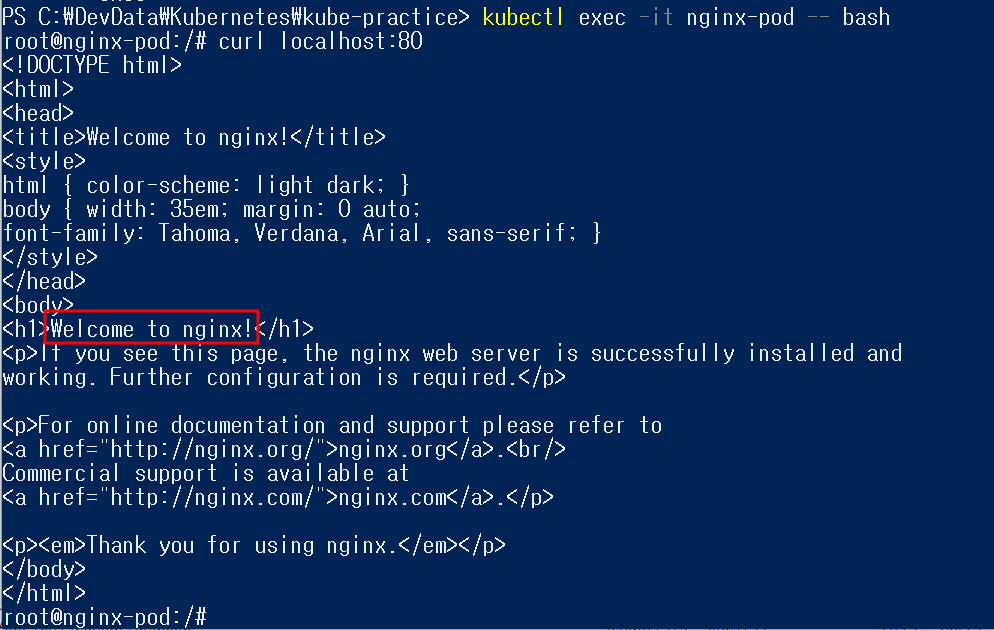 PS C:₩DevData₩Kubernetes₩kube-practice> kubectl exec -it nginx-pod -- bash
root@nginx-pod:/# curl localhost:80
<!DOCTYPE html>
<html>
<head>
<title>Welcome to nginx!</title>
<style>
html { color-scheme: light dark; }
body { width: 35em; margin: 0 auto;
font-family: Tahoma, Verdana, Arial, sans-serif; }
</style>
</head>
<body>
<h1>Welcome to nginx!</h1>
<p>If you see this page, the nginx web server is successfully installed and
working. Further configuration is required.</p>

<p>For online documentation and support please refer to
<a href="http://nginx.org/">nginx.org</a>.<br/>
Commercial support is available at
<a href="http://nginx.com/">nginx.com</a>.</p>

<p><em>Thank you for using nginx.</em></p>
</body>
</html>
root@nginx-pod:/#